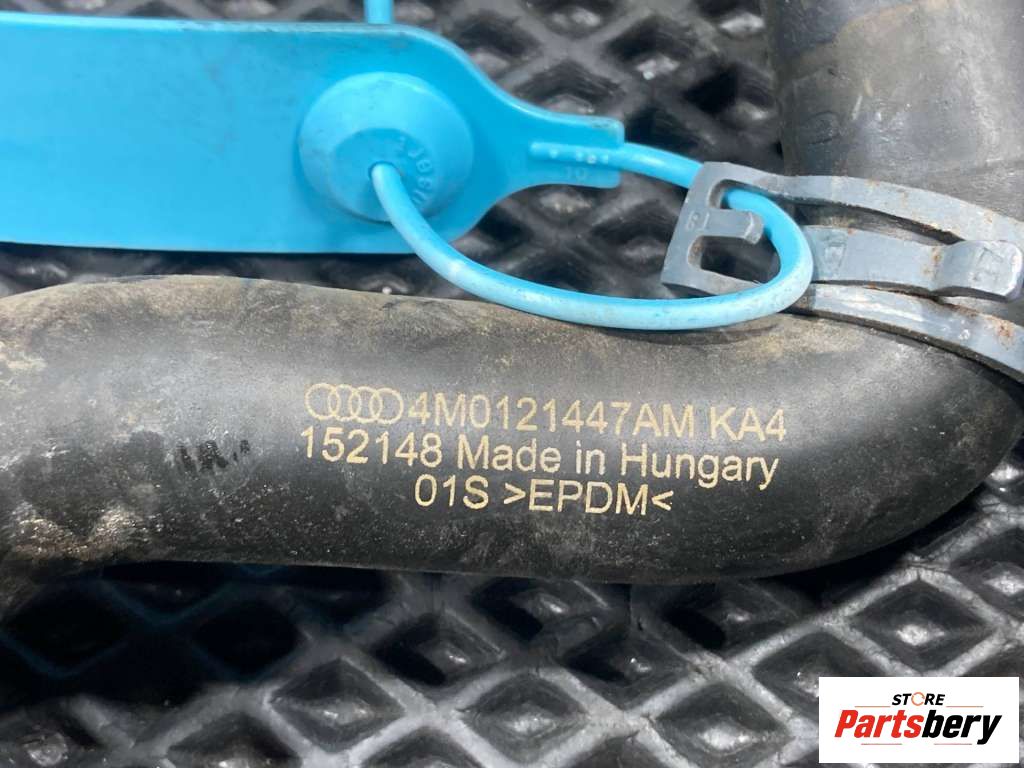 4M0121447AM KA4
152148 Made in Hungary
01S >EPDM<
STORE
Partsbery